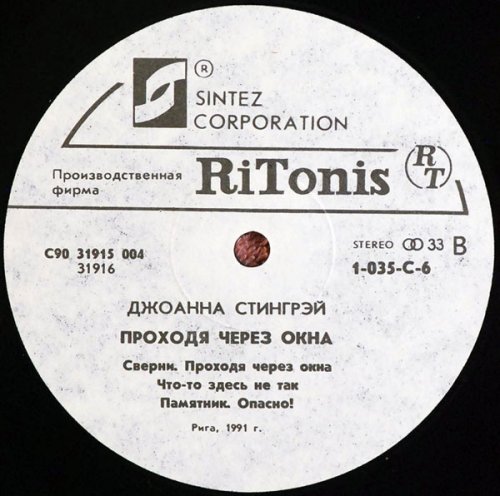 ®
SINTEZ
CORPORATION
Производственная
фирма
RiTonis
RT
С90 31915 004
31916
STEREO 33 B
1-035-C-6
ДЖОАННА СТИНГРЭЙ
ПРОХОДЯ ЧЕРЕЗ ОКНА
Сверни. Проходя через окна
Что-то здесь не так
Памятник. Опасно!
Рига, 1991 г.